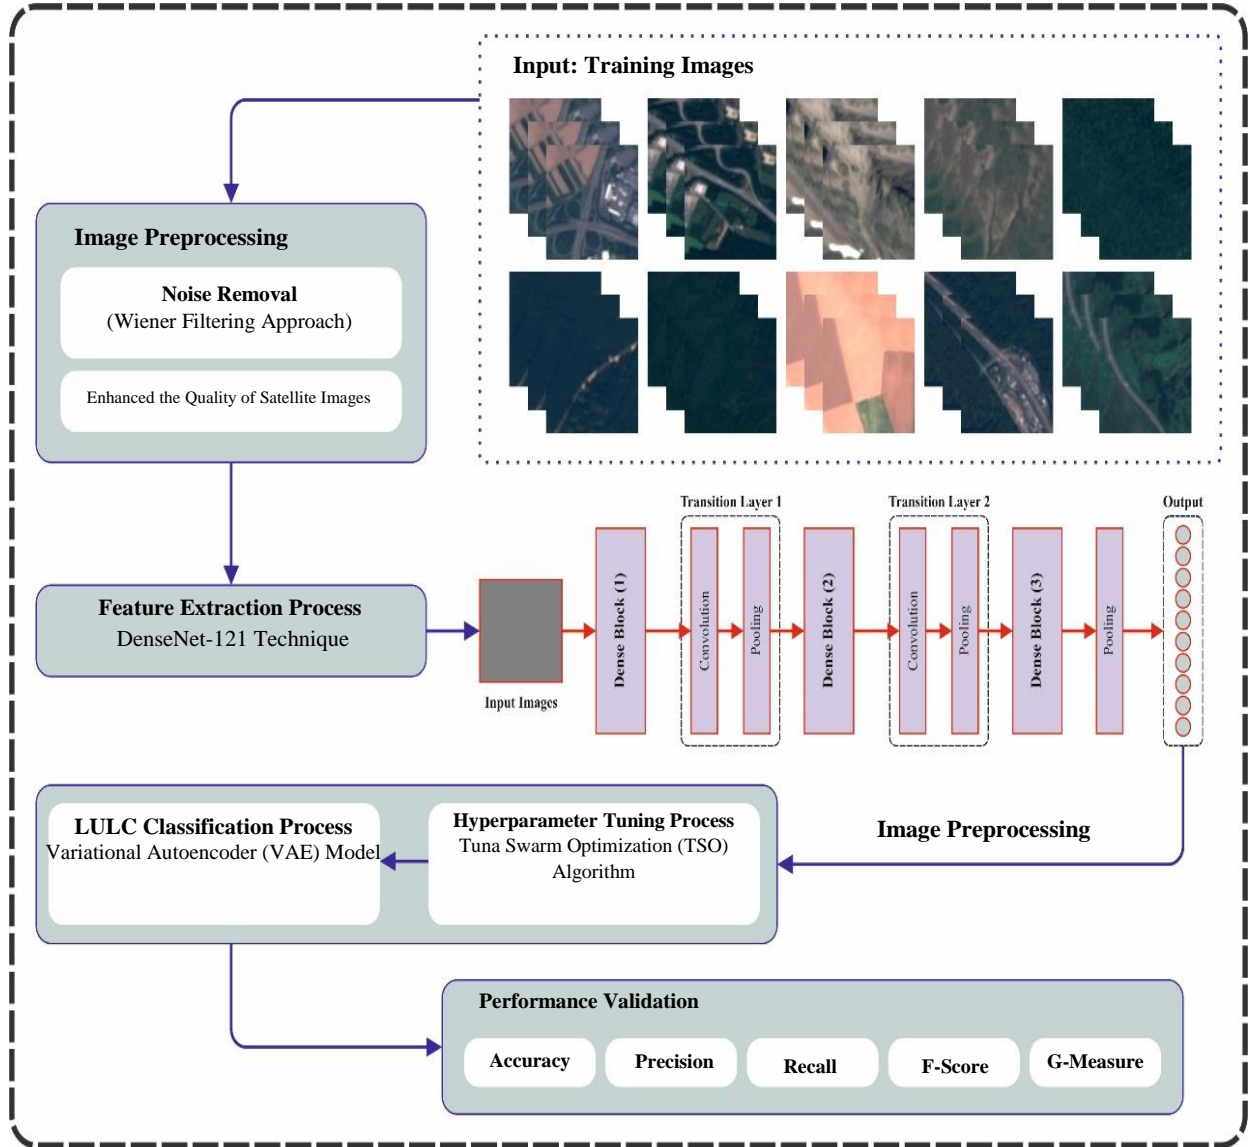 Input: Training Images
Image Preprocessing
Noise Removal
(Wiener Filtering Approach)
Enhanced the Quality of Satellite Images
Feature Extraction Process
DenseNet-121 Technique
Input Images
Dense Block (1)
Transition Layer 1
Convolution
Pooling
Dense Block (2)
Transition Layer 2
Convolution
Pooling
Dense Block (3)
Pooling
Output
Image Preprocessing
Hyperparameter Tuning Process
Tuna Swarm Optimization (TSO)
Algorithm
LULC Classification Process
Variational Autoencoder (VAE) Model
Performance Validation
Accuracy
Precision
Recall
F-Score
G-Measure